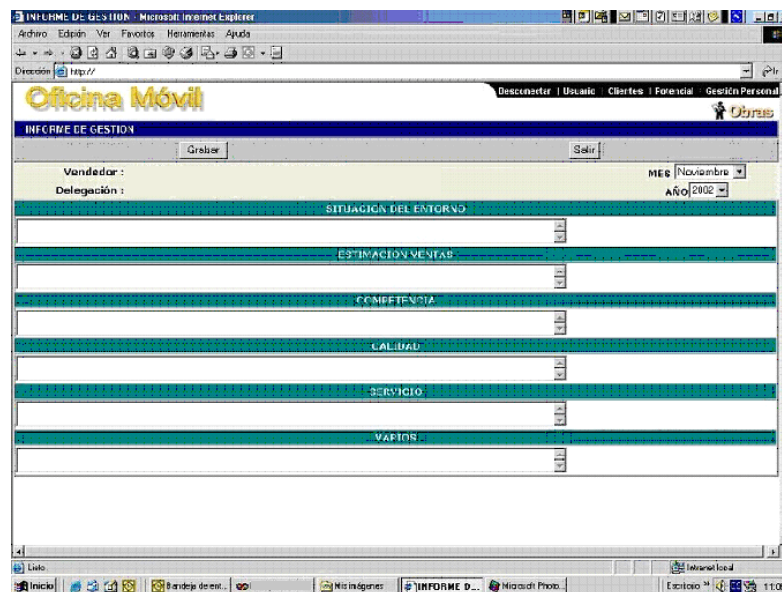 INFORME DE GESTION - Microsoft Internet Explorer
Archivo Edición Ver Favoritos Herramientas Ayuda
Dirección http:// Ir
Oficina Móvil
Desconectar | Usuario | Clientes | Potencial | Gestión Personal
Obras
INFORME DE GESTION
Grabar Salir
Vendedor : MES Noviembre
Delegación : AÑO 2002
SITUACION DEL ENTORNO
ESTIMACION VENTAS
COMPETENCIA
CALIDAD
SERVICIO
VARIOS
Listo Intranet local
Inicio Bandeja de ent... Mis imágenes INFORME D... Microsoft Photo... Escritorio